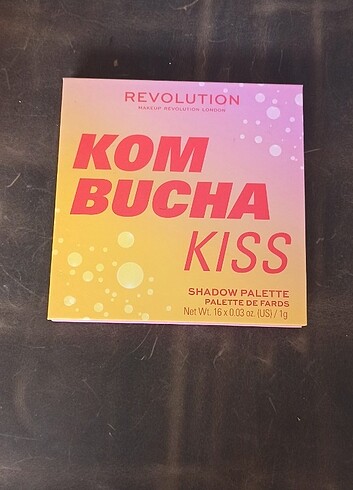 REVOLUTION
MAKEUP REVOLUTION LONDON
KOM
BUCHA
KISS
SHADOW PALETTE
PALETTE DE FARDS
Net Wt. 16 x 0.03 oz. (US) / 1g